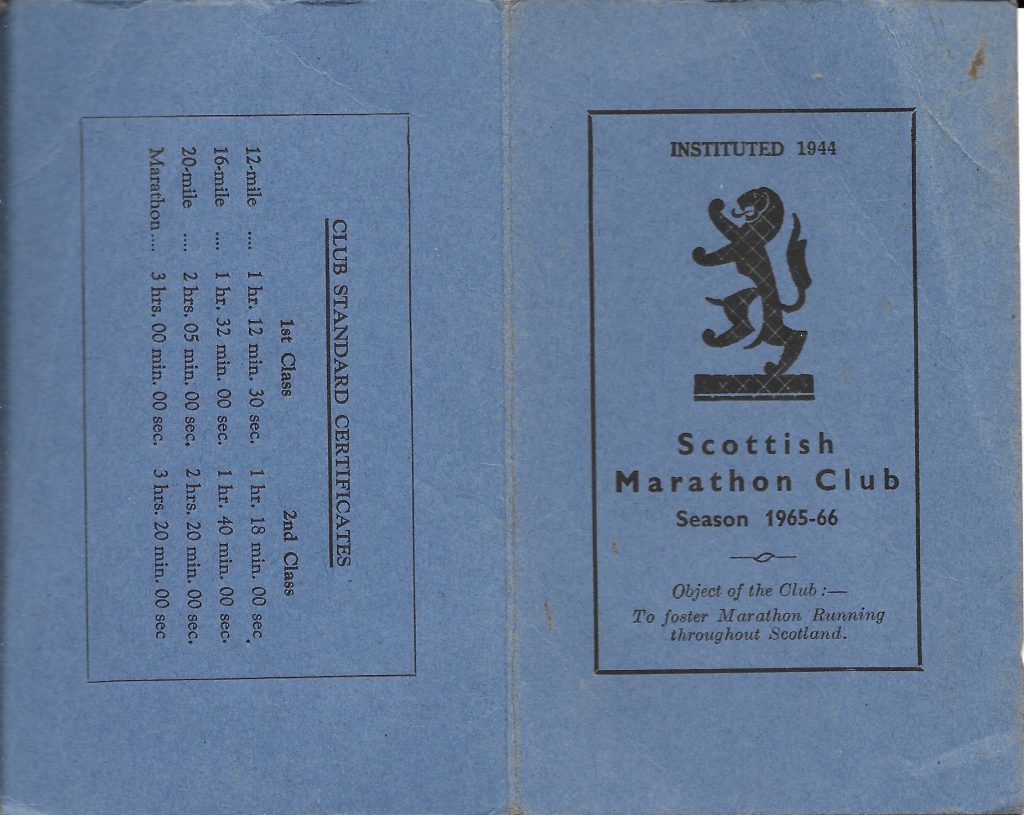 CLUB STANDARD CERTIFICATES
1st Class 2nd Class
12-mile .... 1 hr. 12 min. 30 sec. 1 hr. 18 min. 00 sec.
16-mile .... 1 hr. 32 min. 00 sec. 1 hr. 40 min. 00 sec.
20-mile .... 2 hrs. 05 min. 00 sec. 2 hrs. 20 min. 00 sec.
Marathon.... 3 hrs. 00 min. 00 sec. 3 hrs. 20 min. 00 sec
INSTITUTED 1944
Scottish
Marathon Club
Season 1965-66
Object of the Club :—
To foster Marathon Running
throughout Scotland.